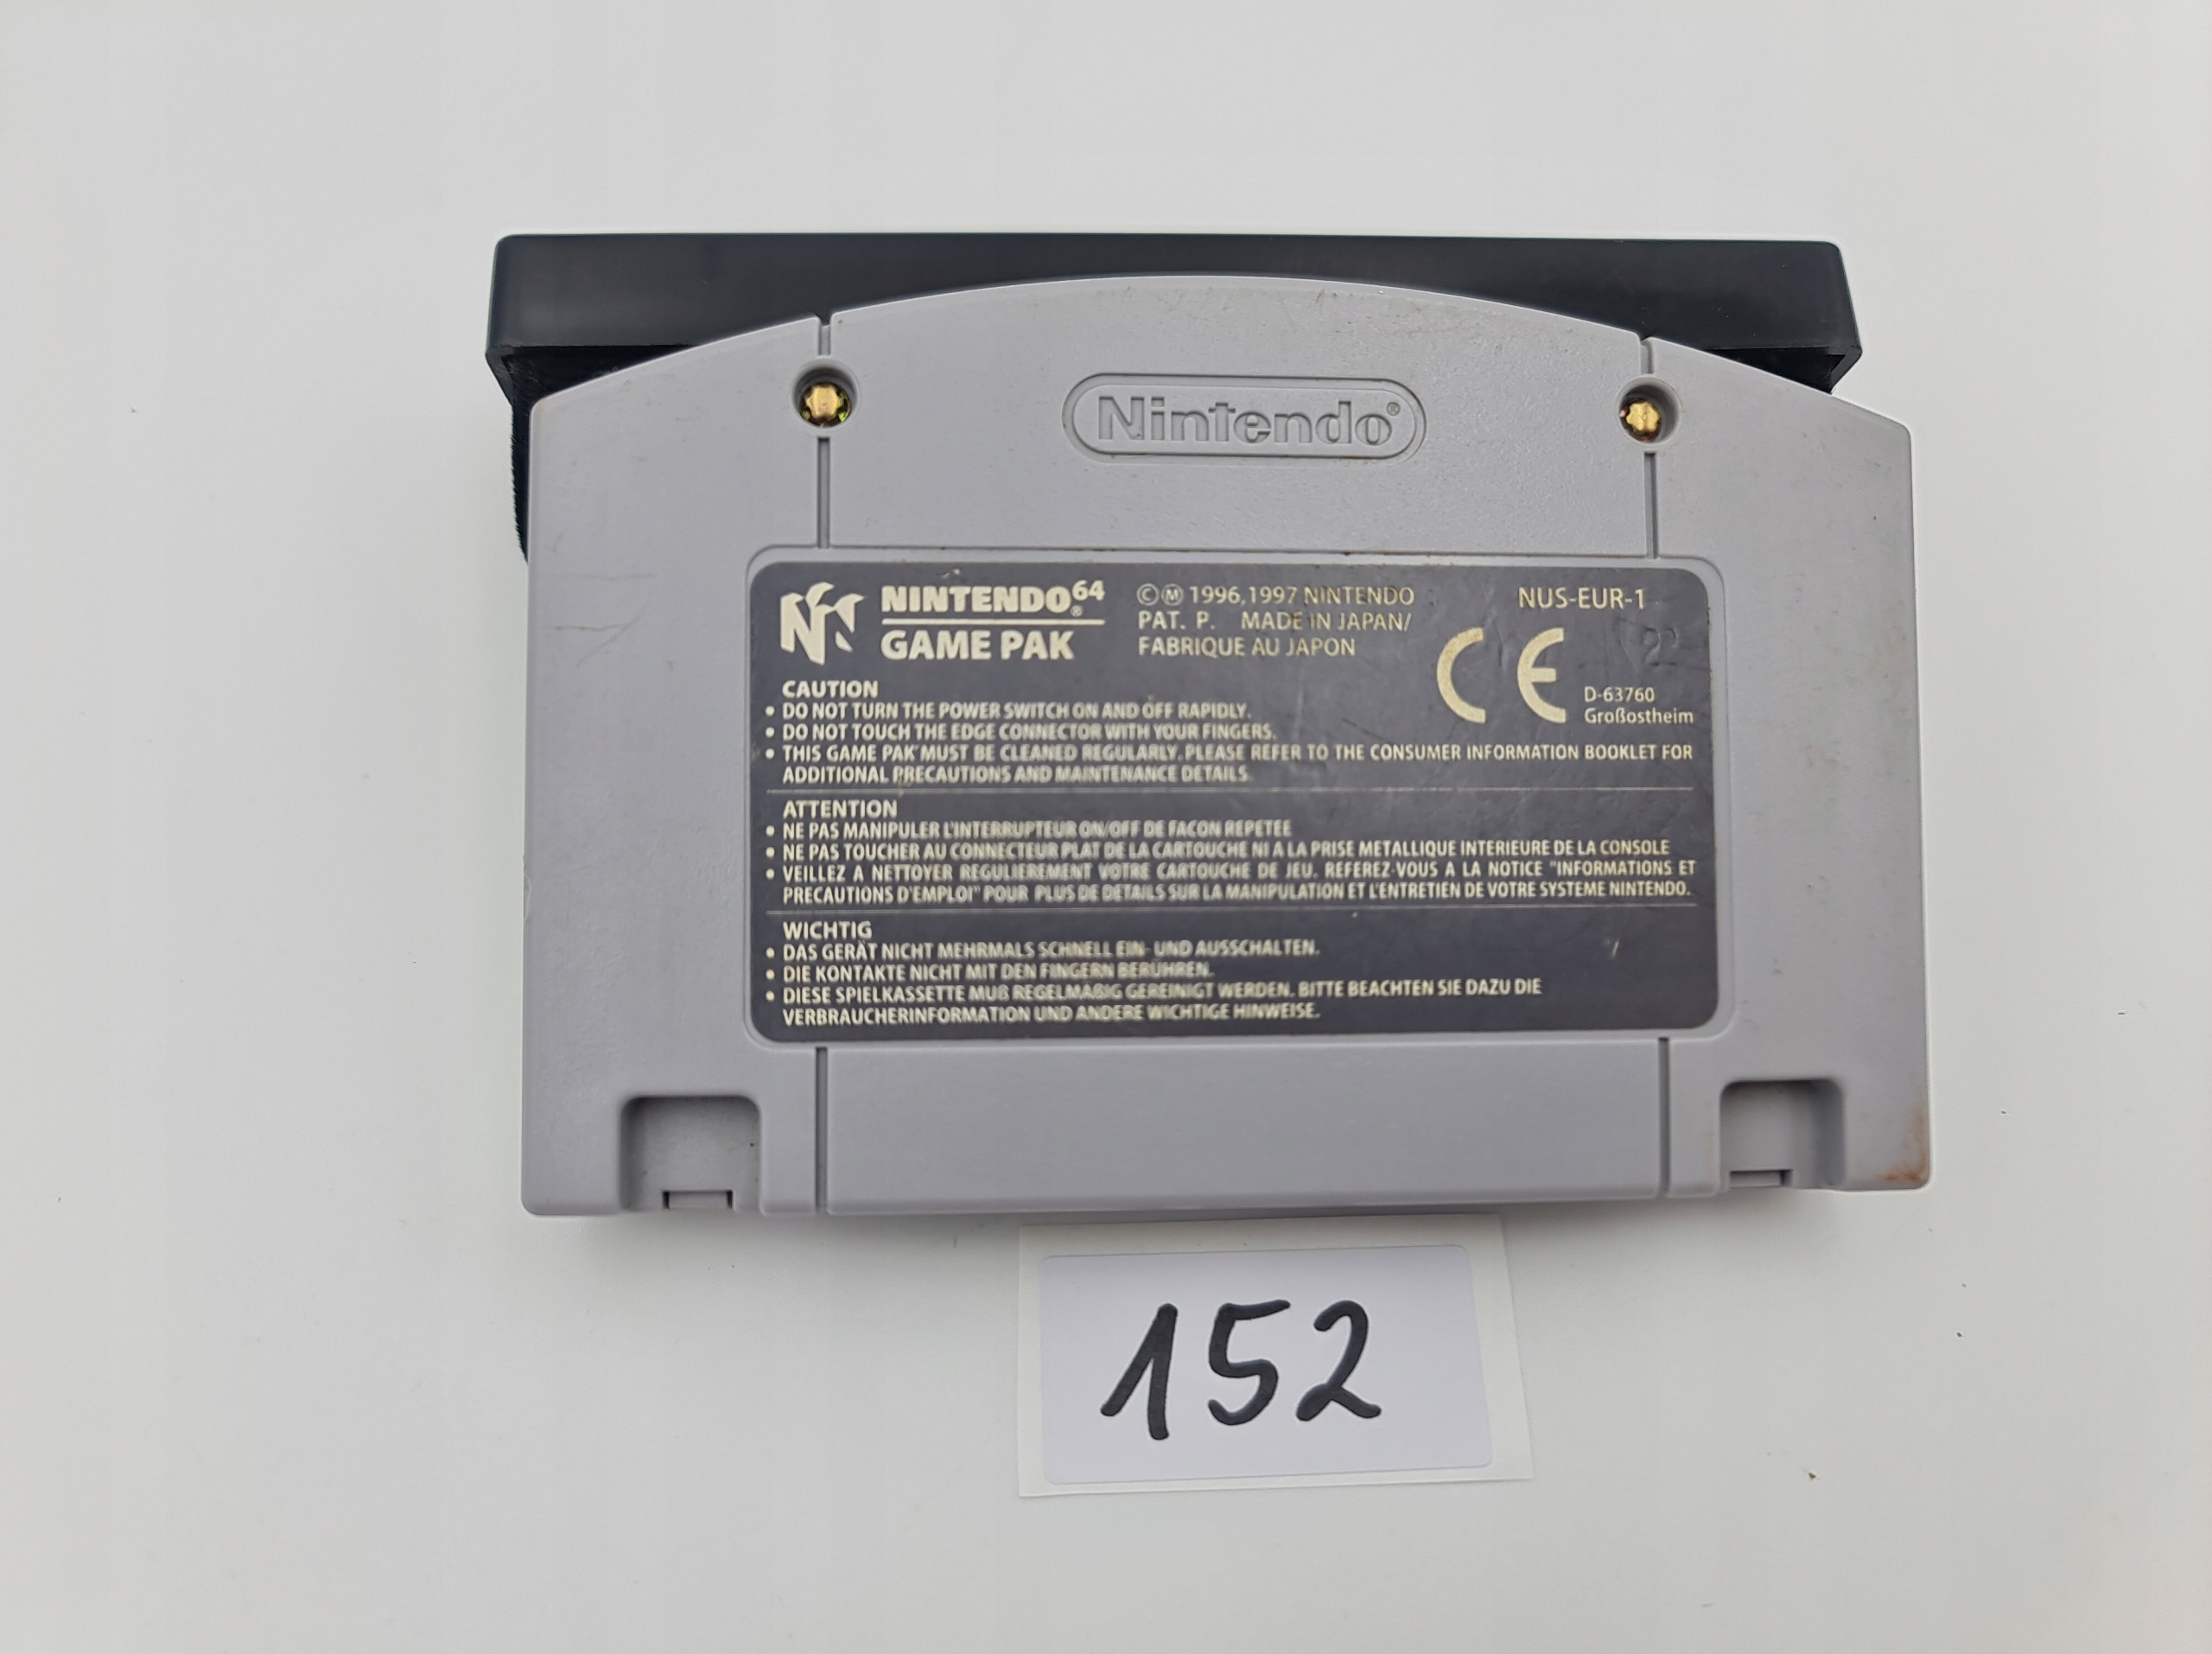 Nintendo®
NINTENDO64®
GAME PAK
©Ⓜ 1996,1997 NINTENDO
PAT. P. MADE IN JAPAN/
FABRIQUE AU JAPON
NUS-EUR-1
22
CE
D-63760
Großostheim
CAUTION
• DO NOT TURN THE POWER SWITCH ON AND OFF RAPIDLY.
• DO NOT TOUCH THE EDGE CONNECTOR WITH YOUR FINGERS.
• THIS GAME PAK MUST BE CLEANED REGULARLY. PLEASE REFER TO THE CONSUMER INFORMATION BOOKLET FOR
ADDITIONAL PRECAUTIONS AND MAINTENANCE DETAILS.
ATTENTION
• NE PAS MANIPULER L'INTERRUPTEUR ON/OFF DE FACON REPETEE
• NE PAS TOUCHER AU CONNECTEUR PLAT DE LA CARTOUCHE NI A LA PRISE METALLIQUE INTERIEURE DE LA CONSOLE
• VEILLEZ A NETTOYER REGULIEREMENT VOTRE CARTOUCHE DE JEU. REFEREZ-VOUS A LA NOTICE "INFORMATIONS ET
PRECAUTIONS D'EMPLOI" POUR PLUS DE DETAILS SUR LA MANIPULATION ET L'ENTRETIEN DE VOTRE SYSTEME NINTENDO.
WICHTIG
• DAS GERÄT NICHT MEHRMALS SCHNELL EIN- UND AUSSCHALTEN.
• DIE KONTAKTE NICHT MIT DEN FINGERN BERÜHREN.
• DIESE SPIELKASSETTE MUß REGELMÄßIG GEREINIGT WERDEN. BITTE BEACHTEN SIE DAZU DIE
VERBRAUCHERINFORMATION UND ANDERE WICHTIGE HINWEISE.
152